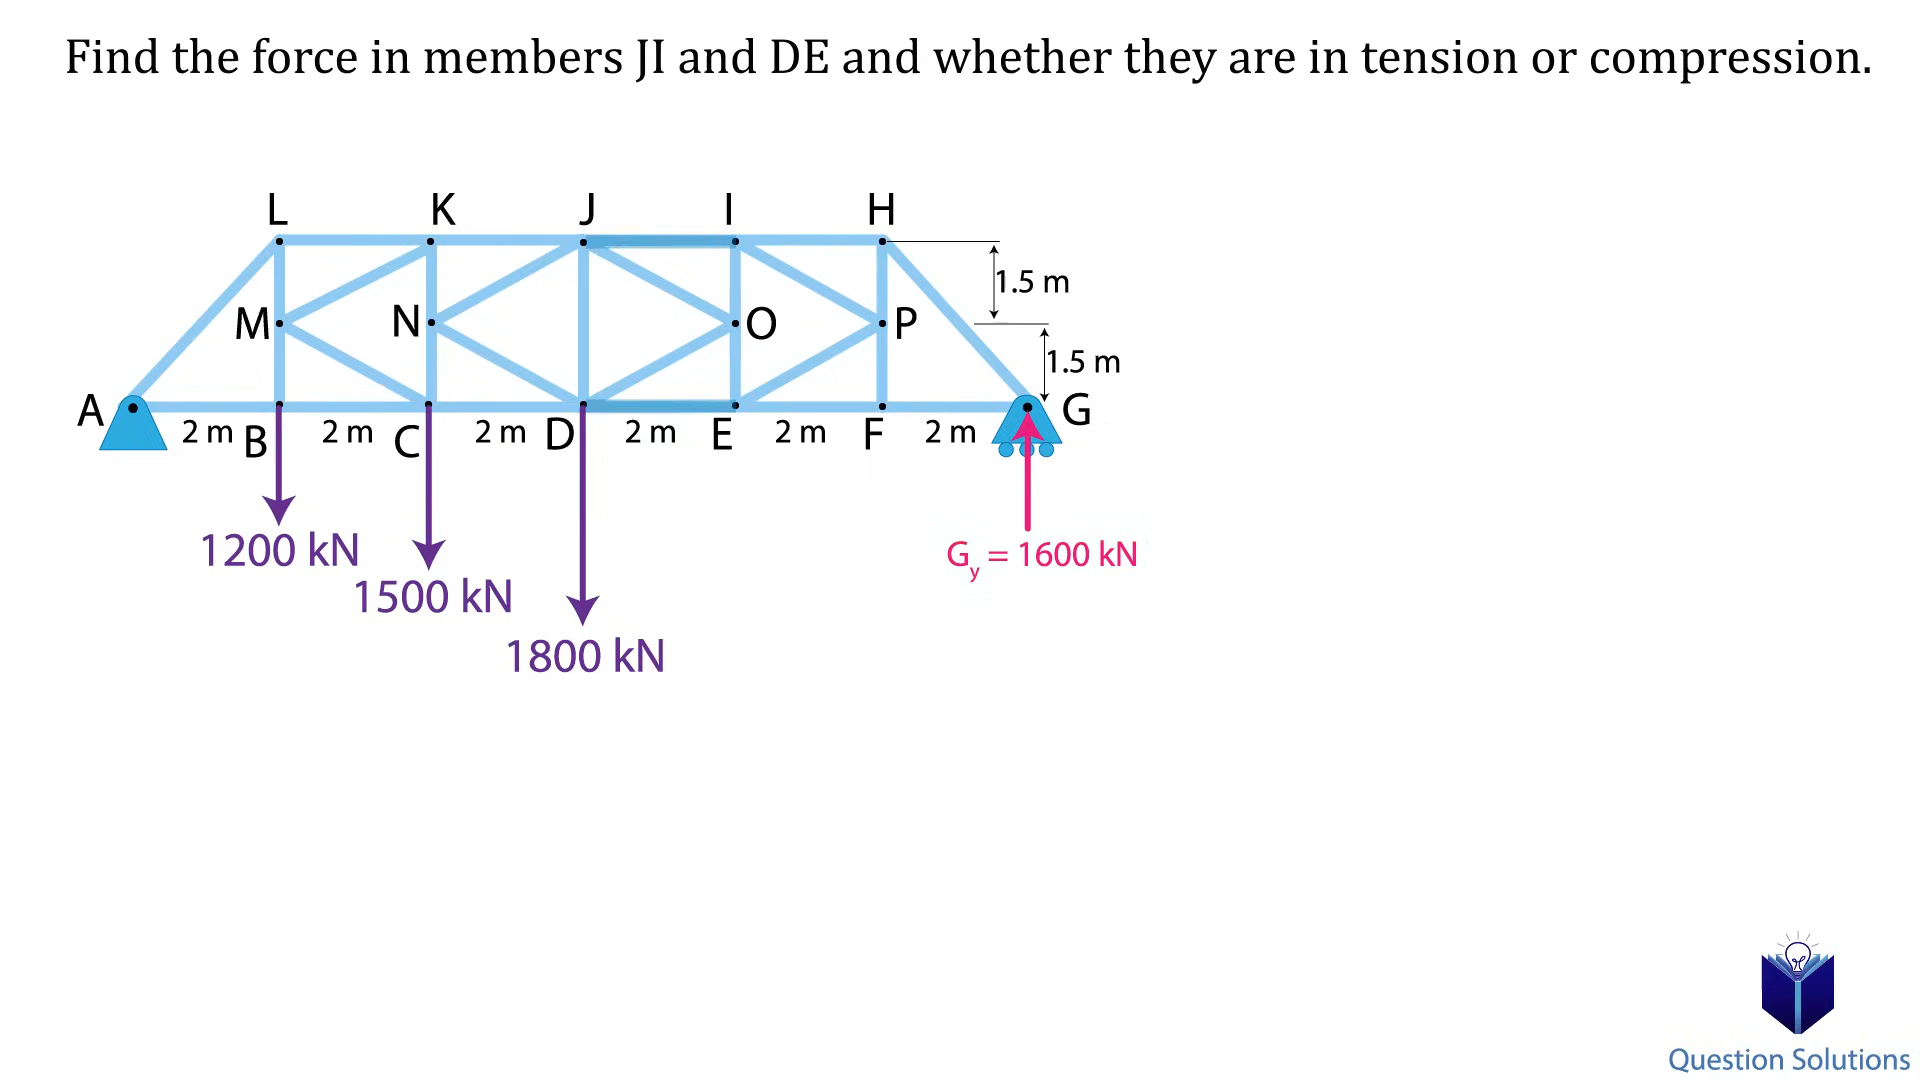 Find the force in members JI and DE and whether they are in tension or compression.
L K J I H
1.5 m
M N O P
1.5 m
A G
2 m B 2 m C 2 m D 2 m E 2 m F 2 m
1200 kN
G_y = 1600 kN
1500 kN
1800 kN
Question Solutions